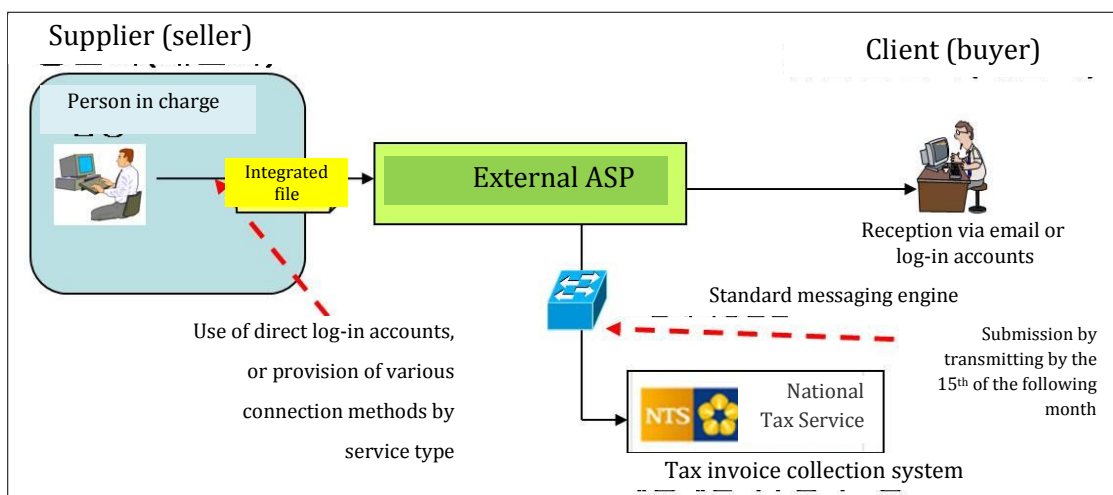 Supplier (seller)
Client (buyer)
Person in charge
Integrated
file
External ASP
Reception via email or
log-in accounts
Standard messaging engine
Use of direct log-in accounts,
or provision of various
connection methods by
service type
Submission by
transmitting by the
15th of the following
month
NTS
National
Tax Service
Tax invoice collection system